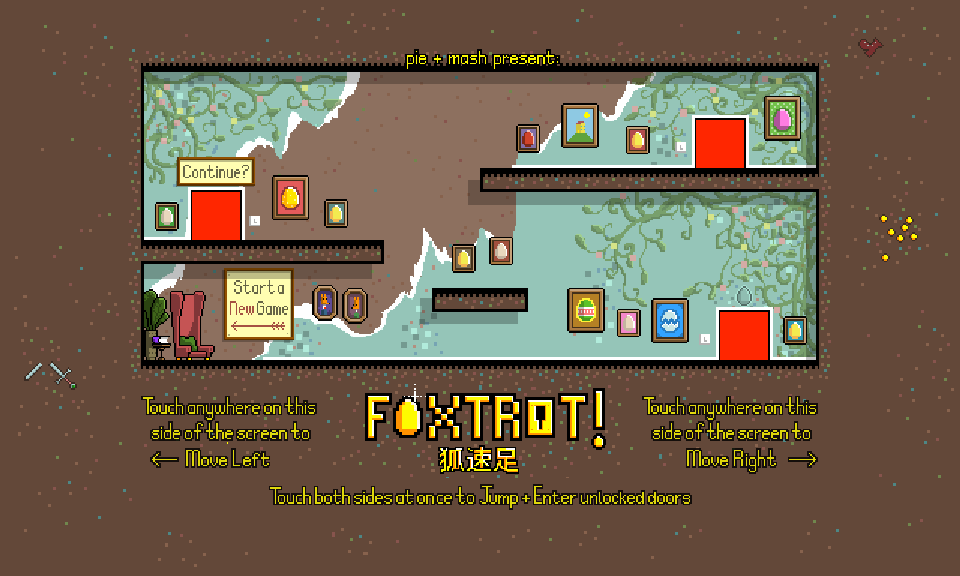 pie + mash present:
Continue?
L
L
Start a
New Game
L
FOXTROT!
狐速足
Touch anywhere on this
side of the screen to
← Move Left
Touch anywhere on this
side of the screen to
Move Right →
Touch both sides at once to Jump + Enter unlocked doors